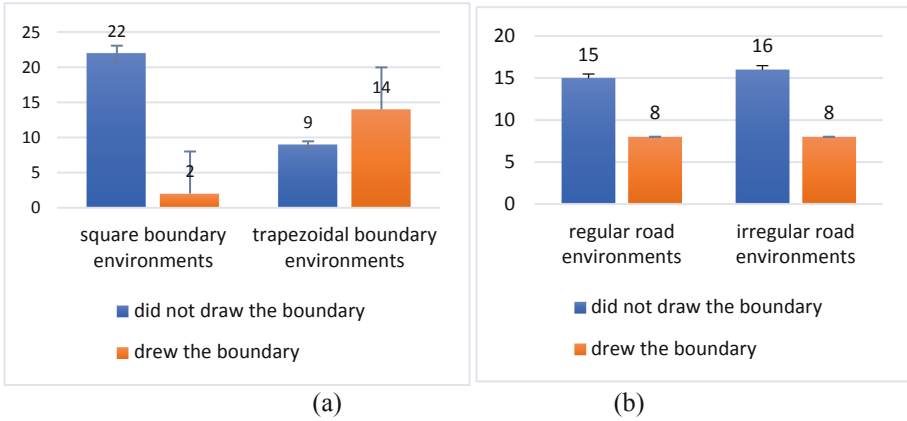 25
20
15
10
5
0
22
2
9
14
square boundary
environments
trapezoidal boundary
environments
did not draw the boundary
drew the boundary
(a)
20
15
10
5
0
15
8
16
8
regular road
environments
irregular road
environments
did not draw the boundary
drew the boundary
(b)